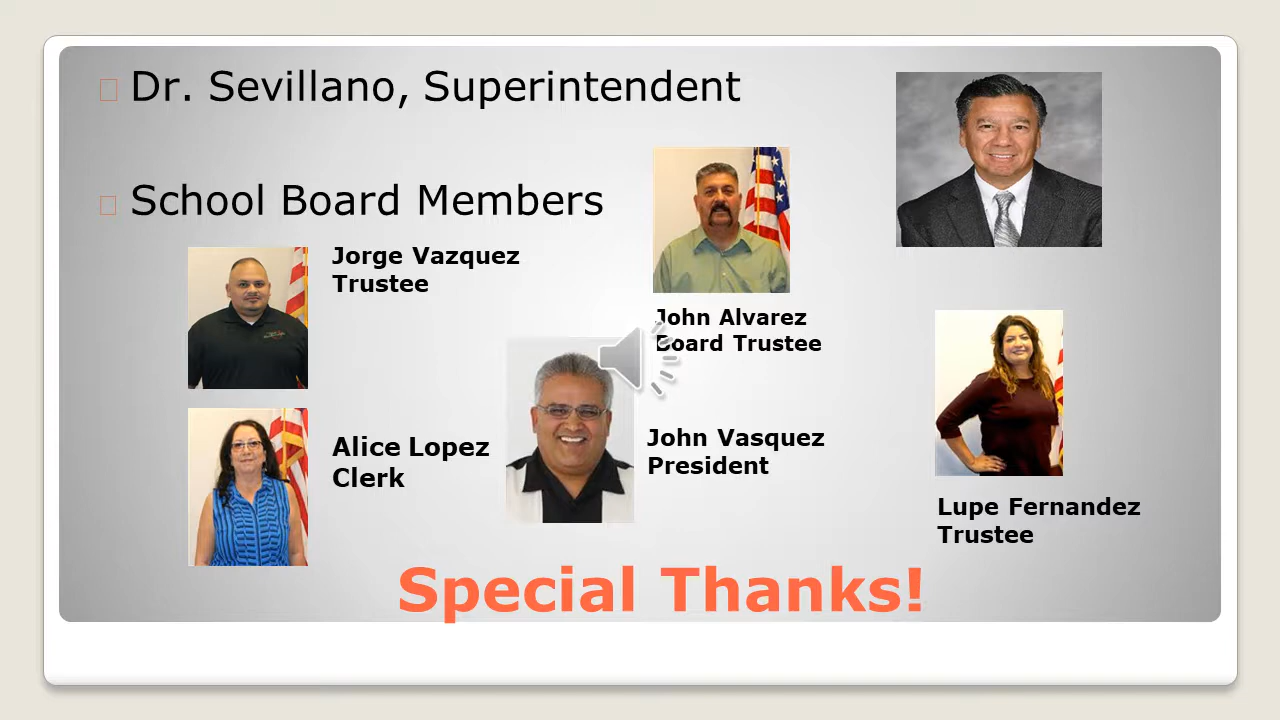 Dr. Sevillano, Superintendent
School Board Members
Jorge Vazquez
Trustee
John Alvarez
Board Trustee
Alice Lopez
Clerk
John Vasquez
President
Lupe Fernandez
Trustee
Special Thanks!